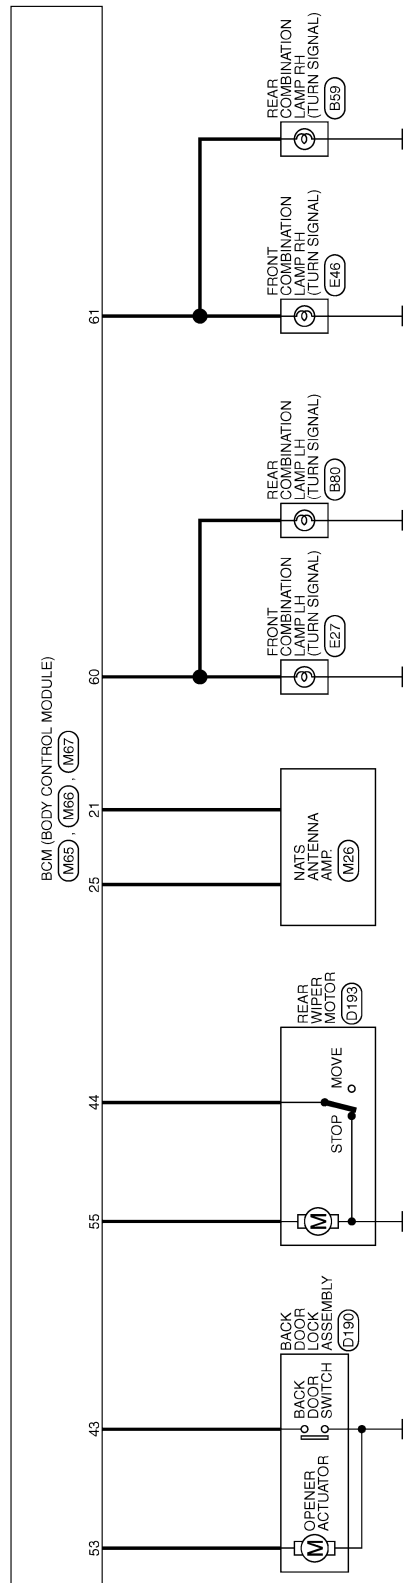 BCM (BODY CONTROL MODULE)
M65 , M66 , M67
53
43
55
44
25
21
60
61
BACK
DOOR
LOCK
ASSEMBLY
D190
M
OPENER
ACTUATOR
BACK
DOOR
SWITCH
REAR
WIPER
MOTOR
D193
M
STOP
MOVE
NATS
ANTENNA
AMP.
M26
FRONT
COMBINATION
LAMP LH
(TURN SIGNAL)
E27
REAR
COMBINATION
LAMP LH
(TURN SIGNAL)
B80
FRONT
COMBINATION
LAMP RH
(TURN SIGNAL)
E46
REAR
COMBINATION
LAMP RH
(TURN SIGNAL)
B59